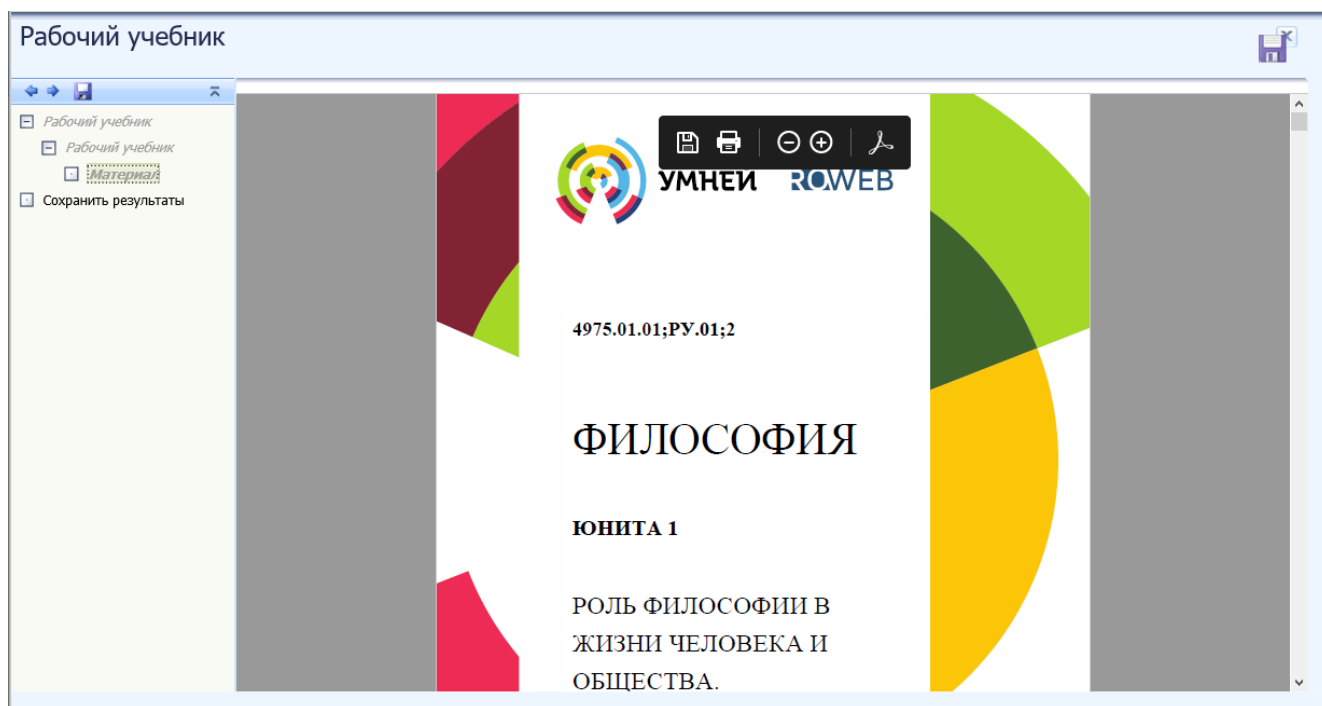 Рабочий учебник
Рабочий учебник
Рабочий учебник
Материал
Сохранить результаты
УМНЕЙ ROWEB
4975.01.01;РУ.01;2
ФИЛОСОФИЯ
ЮНИТА 1
РОЛЬ ФИЛОСОФИИ В
ЖИЗНИ ЧЕЛОВЕКА И
ОБЩЕСТВА.